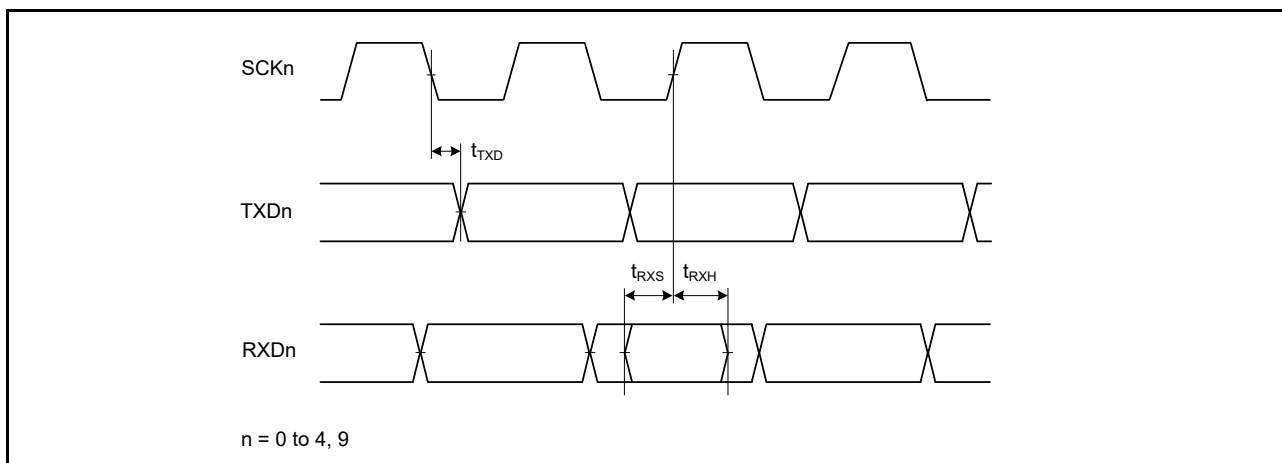 SCKn
tTXD
TXDn
tRXS tRXH
RXDn
n = 0 to 4, 9